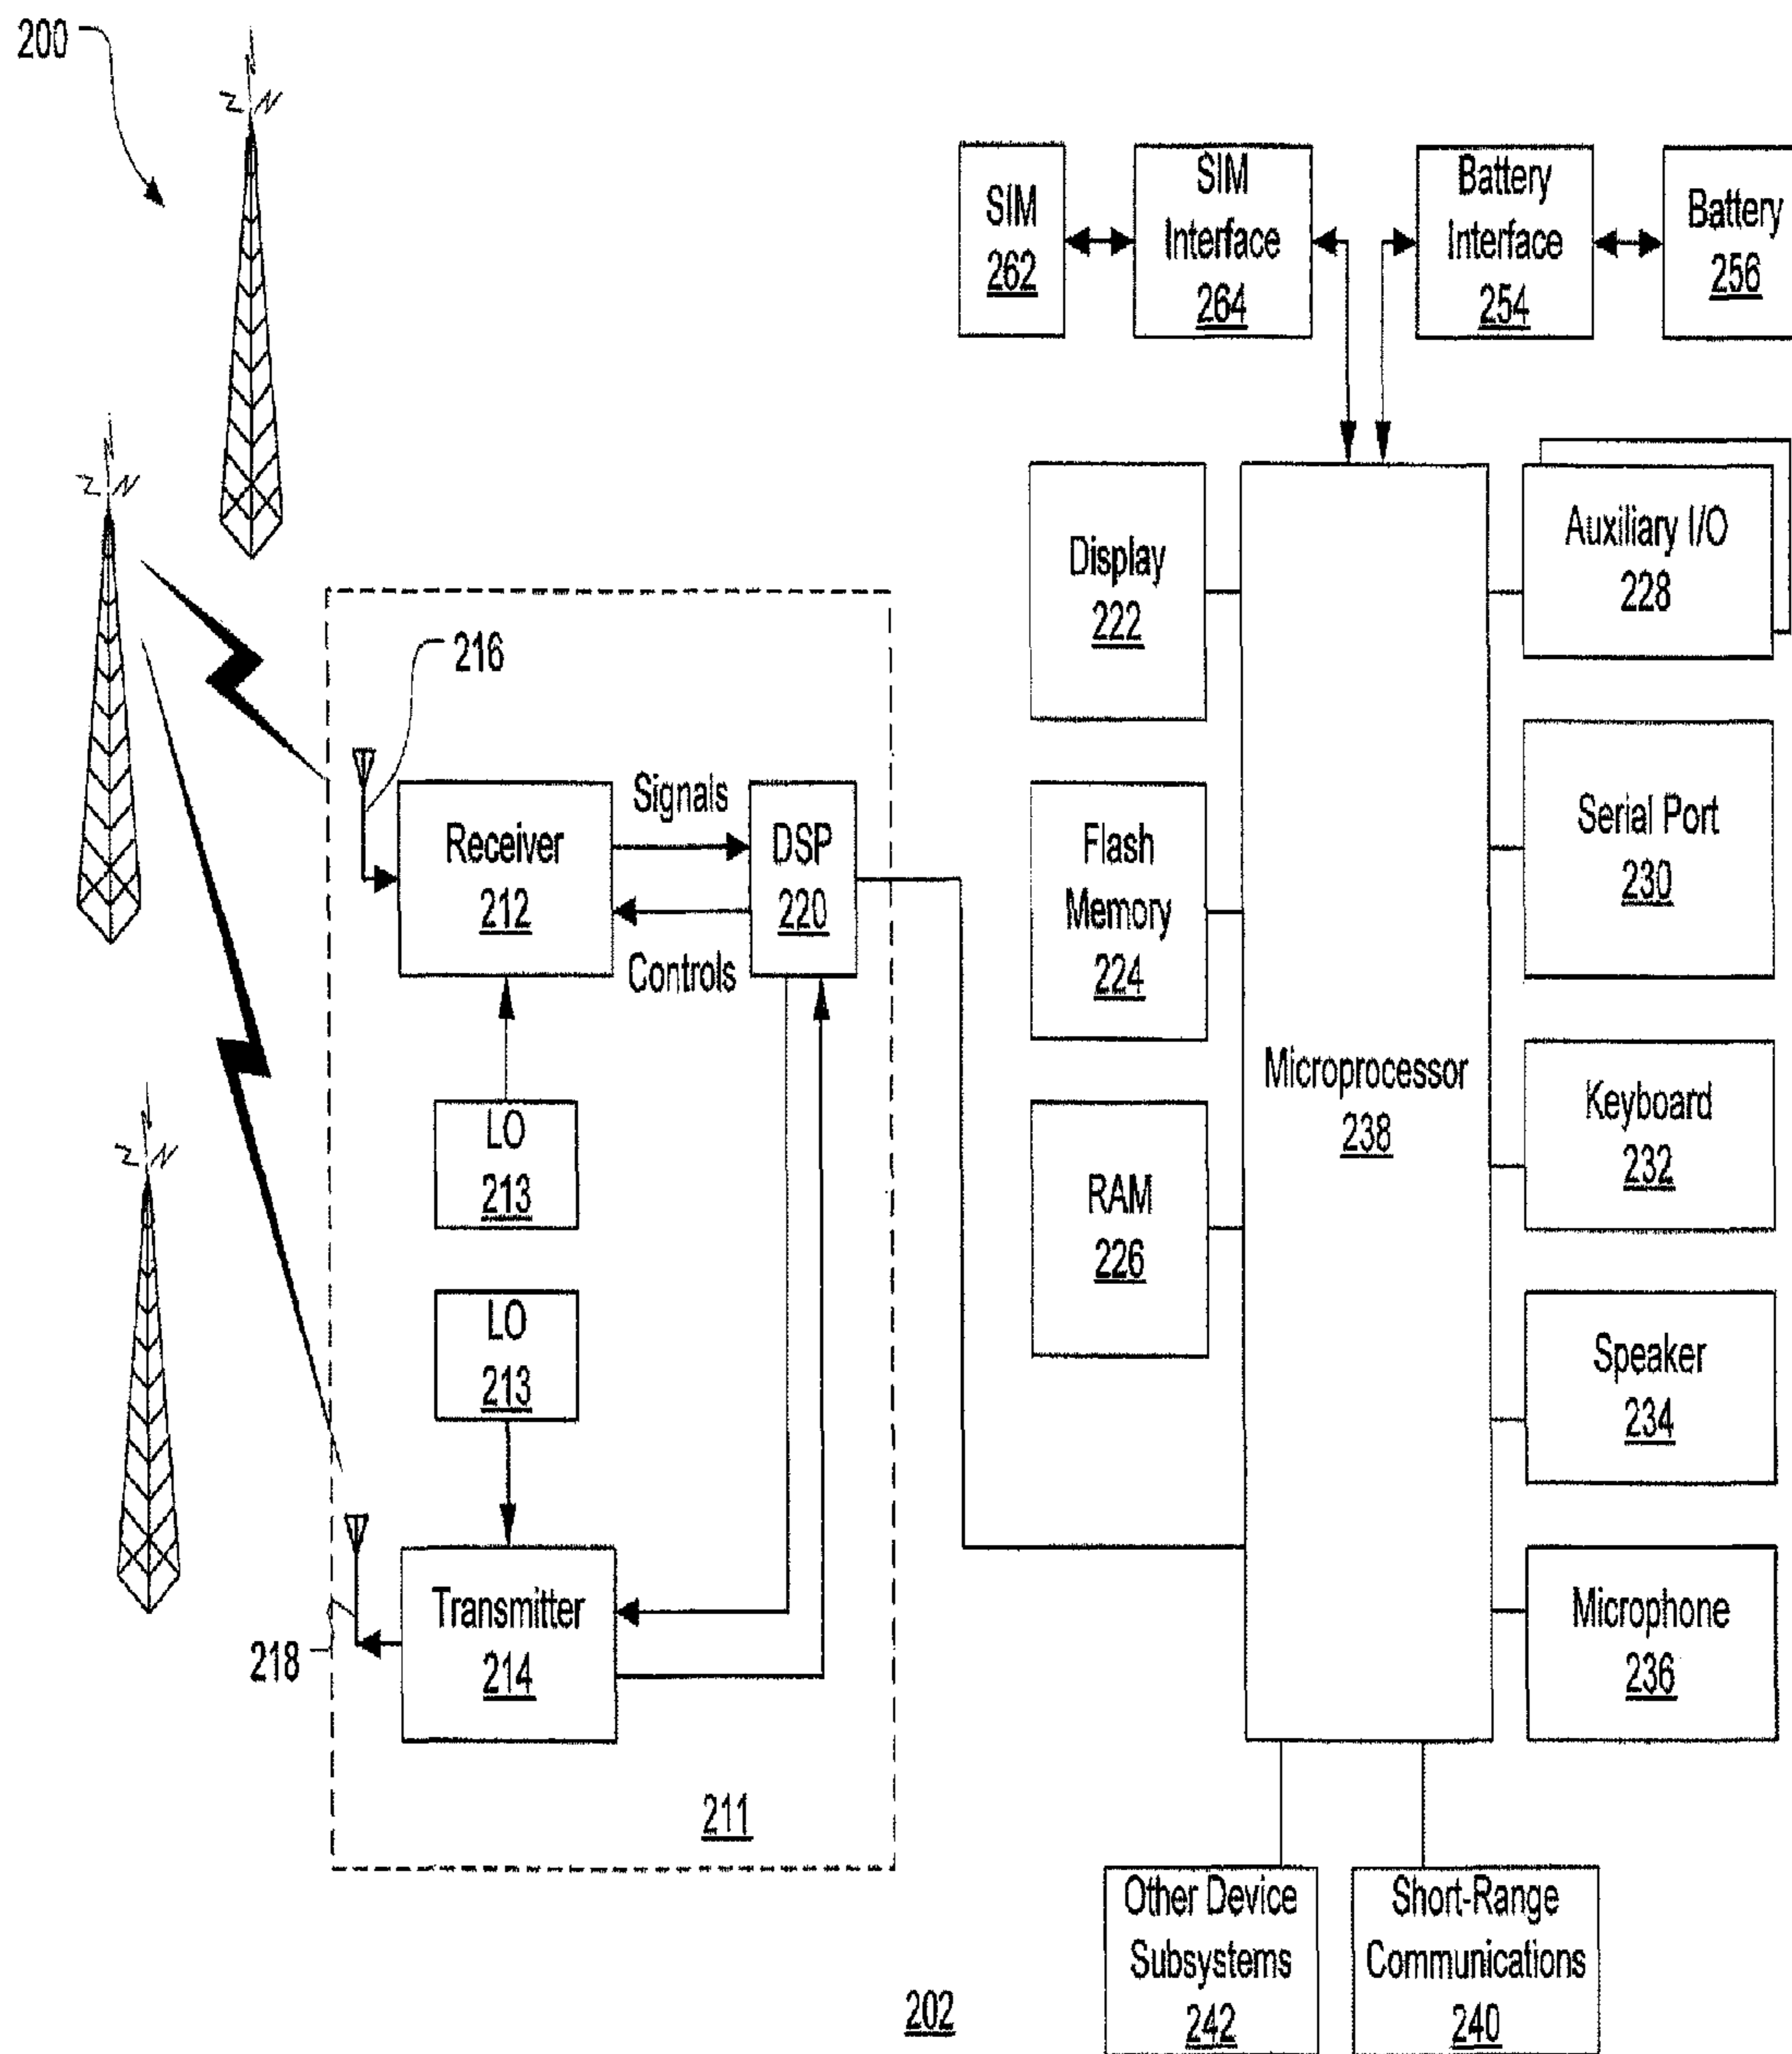 200
SIM
262
SIM
Interface
264
Battery
Interface
254
Battery
256
Display
222
Auxiliary I/O
228
216
Receiver
212
Signals
Controls
DSP
220
Flash
Memory
224
Serial Port
230
Microprocessor
238
LO
213
RAM
226
Keyboard
232
LO
213
Speaker
234
Transmitter
214
218
Microphone
236
211
Other Device
Subsystems
242
Short-Range
Communications
240
202